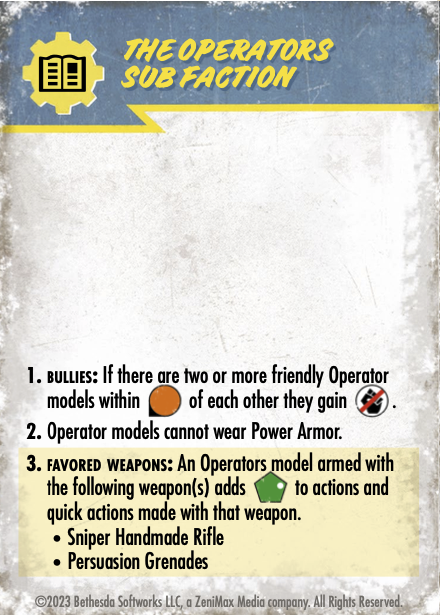 THE OPERATORS
SUB FACTION
1. BULLIES: If there are two or more friendly Operator
models within of each other they gain .
2. Operator models cannot wear Power Armor.
3. FAVORED WEAPONS: An Operators model armed with
the following weapon(s) adds to actions and
quick actions made with that weapon.
• Sniper Handmade Rifle
• Persuasion Grenades
©2023 Bethesda Softworks LLC, a ZeniMax Media company. All Rights Reserved.